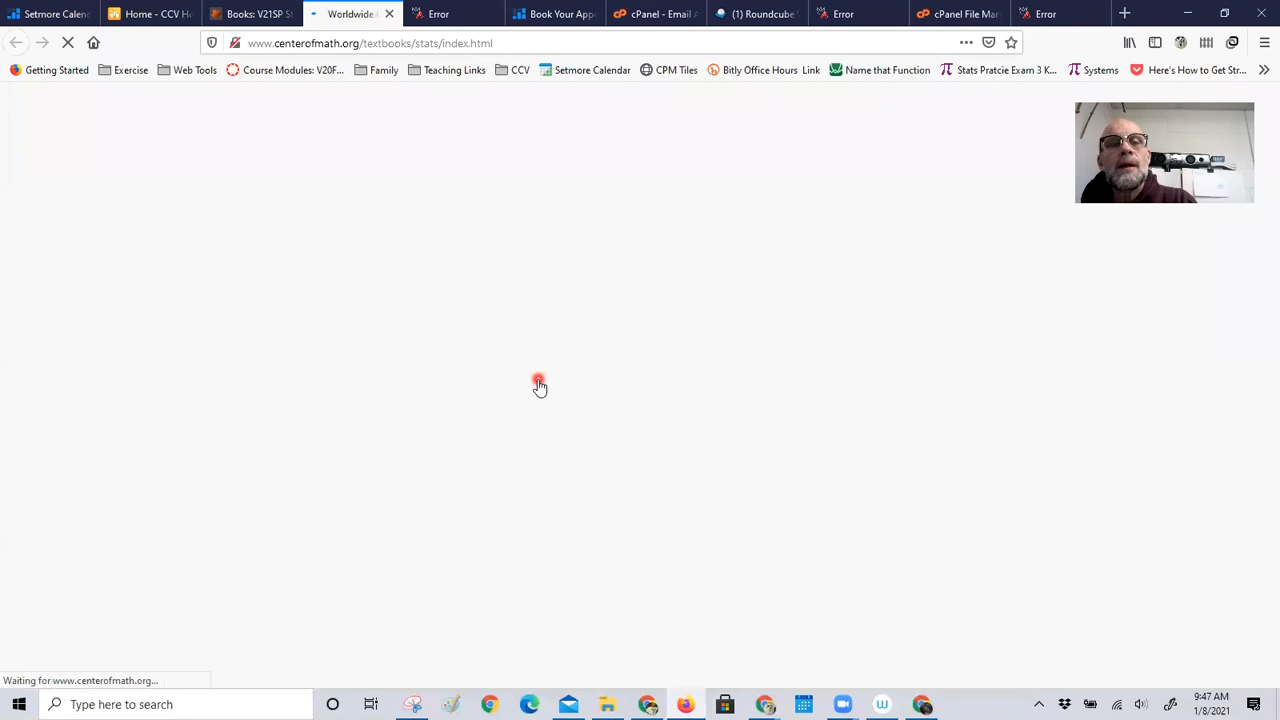 Setmore Calend
Home - CCV H
Books: V21SP St
Worldwide
Error
Book Your App
cPanel - Email A
(1) Roundcube
Error
cPanel File Man
Error
www.centerofmath.org/textbooks/stats/index.html
Getting Started
Exercise
Web Tools
Course Modules: V20F...
Family
Teaching Links
CCV
Setmore Calendar
CPM Tiles
Bitly Office Hours Link
Name that Function
Stats Pratcie Exam 3 K...
Systems
Here's How to Get Str...
Waiting for www.centerofmath.org...
Type here to search
9:47 AM
1/8/2021